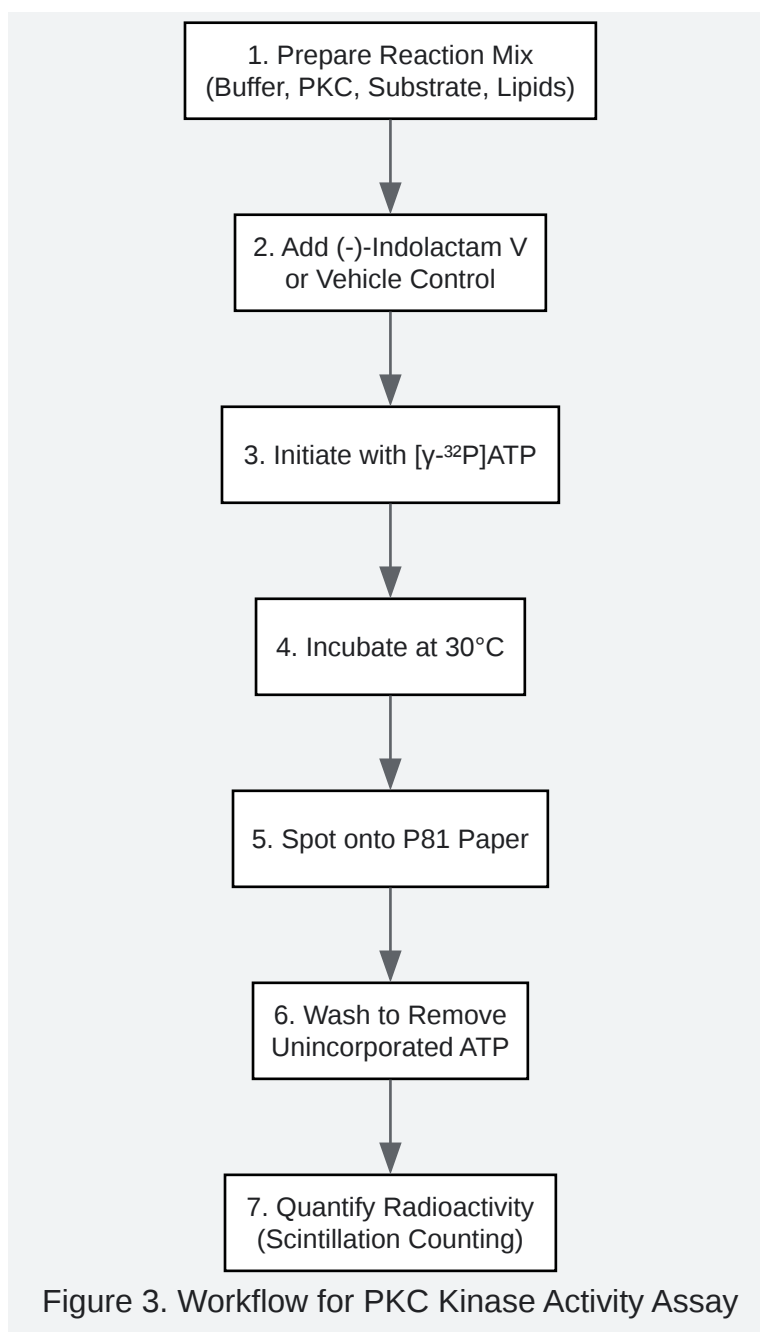 1. Prepare Reaction Mix
(Buffer, PKC, Substrate, Lipids)
2. Add (-)-Indolactam V
or Vehicle Control
3. Initiate with [γ-³²P]ATP
4. Incubate at 30°C
5. Spot onto P81 Paper
6. Wash to Remove
Unincorporated ATP
7. Quantify Radioactivity
(Scintillation Counting)
Figure 3. Workflow for PKC Kinase Activity Assay